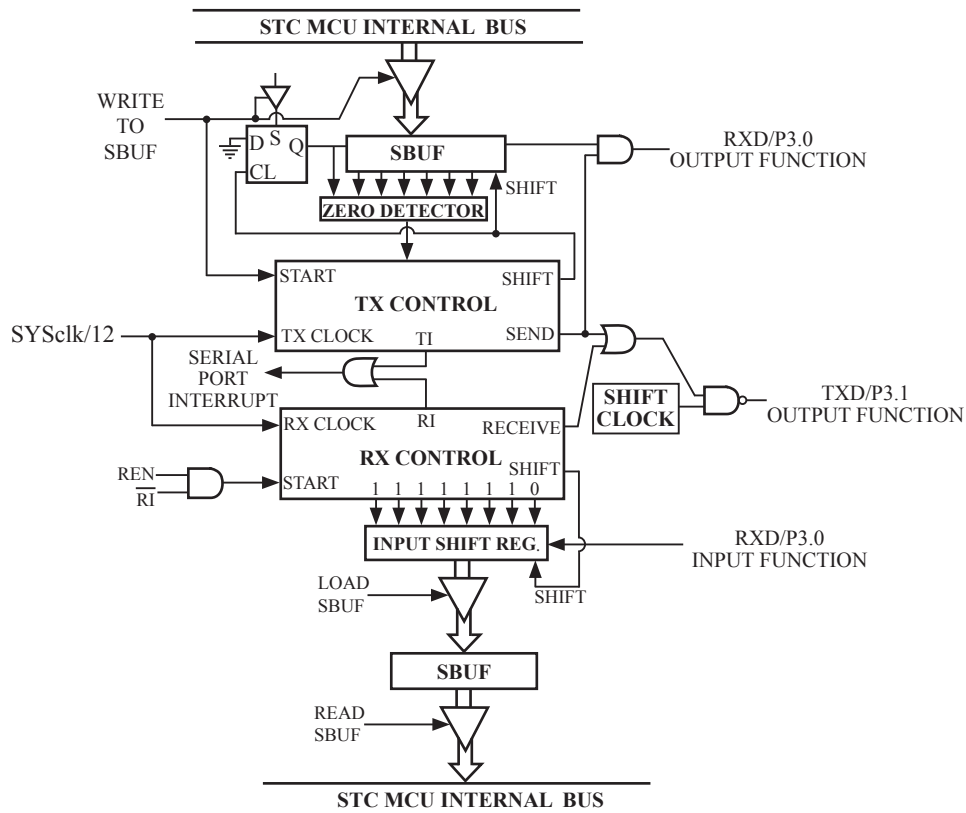 STC MCU INTERNAL BUS
WRITE
TO
SBUF
D S Q
CL
SBUF
SHIFT
ZERO DETECTOR
RXD/P3.0
OUTPUT FUNCTION
START
SHIFT
TX CONTROL
SYSclk/12
TX CLOCK
TI
SEND
SERIAL
PORT
INTERRUPT
SHIFT
CLOCK
TXD/P3.1
OUTPUT FUNCTION
RX CLOCK
RI
RECEIVE
RX CONTROL
SHIFT
REN
R̅I̅
START
1 1 1 1 1 1 1 0
INPUT SHIFT REG.
RXD/P3.0
INPUT FUNCTION
LOAD
SBUF
SHIFT
SBUF
READ
SBUF
STC MCU INTERNAL BUS